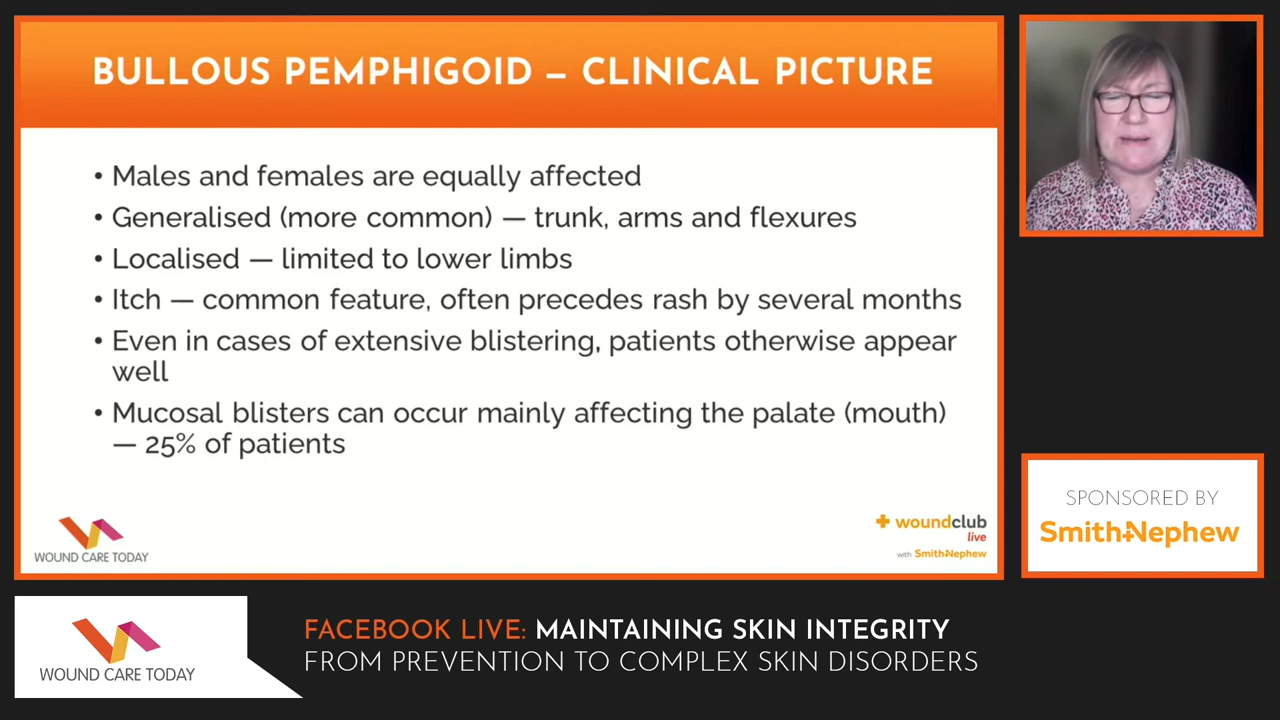 BULLOUS PEMPHIGOID – CLINICAL PICTURE
• Males and females are equally affected
• Generalised (more common) — trunk, arms and flexures
• Localised — limited to lower limbs
• Itch — common feature, often precedes rash by several months
• Even in cases of extensive blistering, patients otherwise appear
well
• Mucosal blisters can occur mainly affecting the palate (mouth)
— 25% of patients
WOUND CARE TODAY
woundclub
live
with Smith+Nephew
SPONSORED BY
Smith+Nephew
WOUND CARE TODAY
FACEBOOK LIVE: MAINTAINING SKIN INTEGRITY
FROM PREVENTION TO COMPLEX SKIN DISORDERS